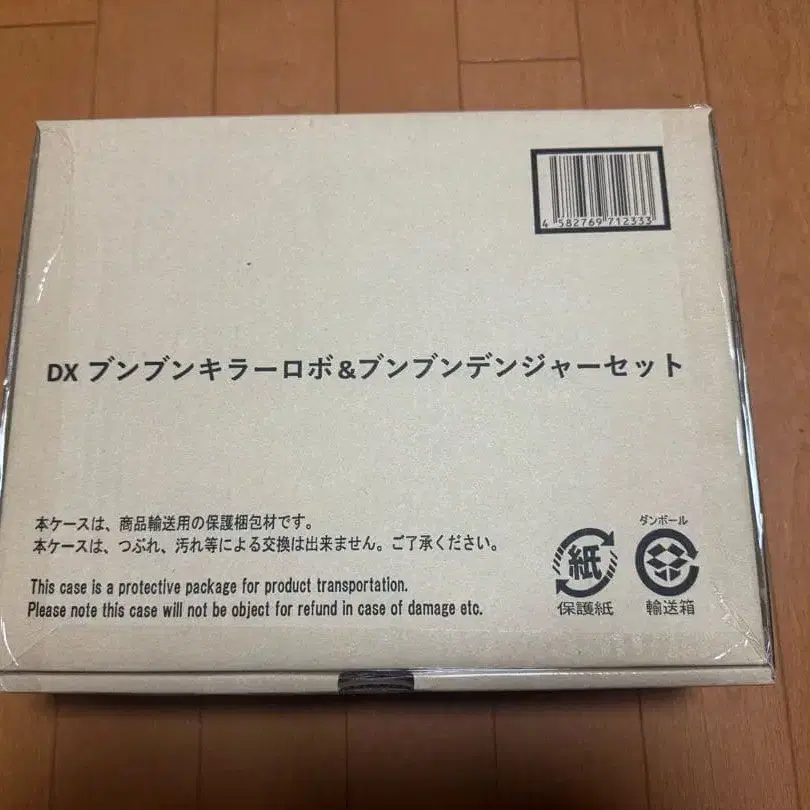 4 582769 712333
DX ブンブンキラーロボ&ブンブンデンジャーセット
本ケースは、商品輸送用の保護梱包材です。
本ケースは、つぶれ、汚れ等による交換は出来ません。ご了承ください。
This case is a protective package for product transportation.
Please note this case will not be object for refund in case of damage etc.
紙
保護紙
ダンボール
輸送箱